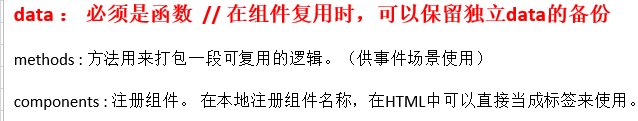 data： 必须是函数 // 在组件复用时，可以保留独立data的备份
methods : 方法用来打包一段可复用的逻辑。（供事件场景使用）
components : 注册组件。 在本地注册组件名称，在HTML中可以直接当成标签来使用。